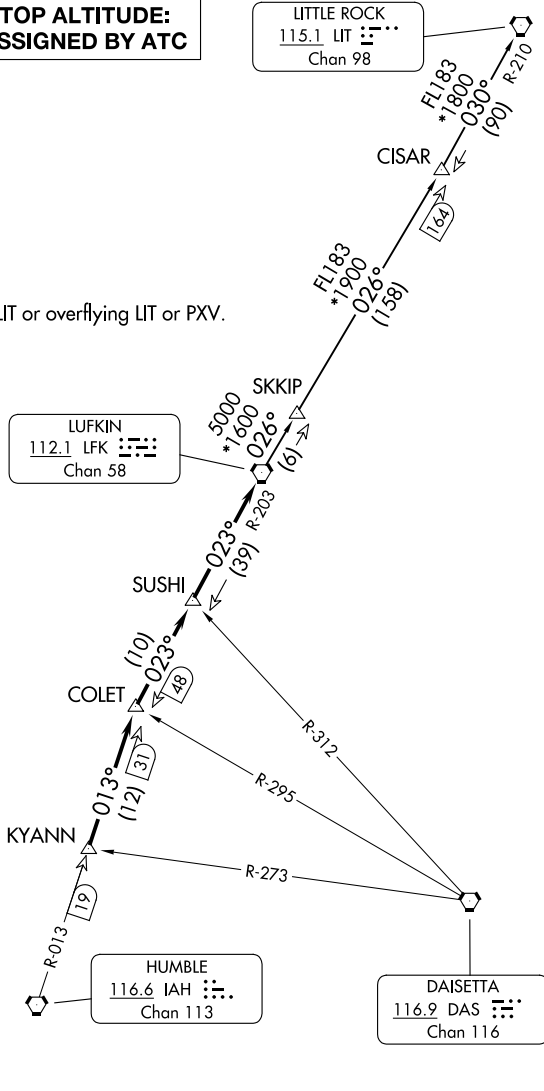 TOP ALTITUDE:
SSIGNED BY ATC
LITTLE ROCK
115.1 LIT
Chan 98
R-210
FL183
*1800
030°
(90)
CISAR
164
FL183
*1900
026°
(158)
LIT or overflying LIT or PXV.
SKKIP
5000
*1600
026°
(6)
LUFKIN
112.1 LFK
Chan 58
R-203
023°
(39)
SUSHI
(10)
023°
48
COLET
R-312
31
013°
(12)
R-295
KYANN
R-273
19
R-013
HUMBLE
116.6 IAH
Chan 113
DAISETTA
116.9 DAS
Chan 116